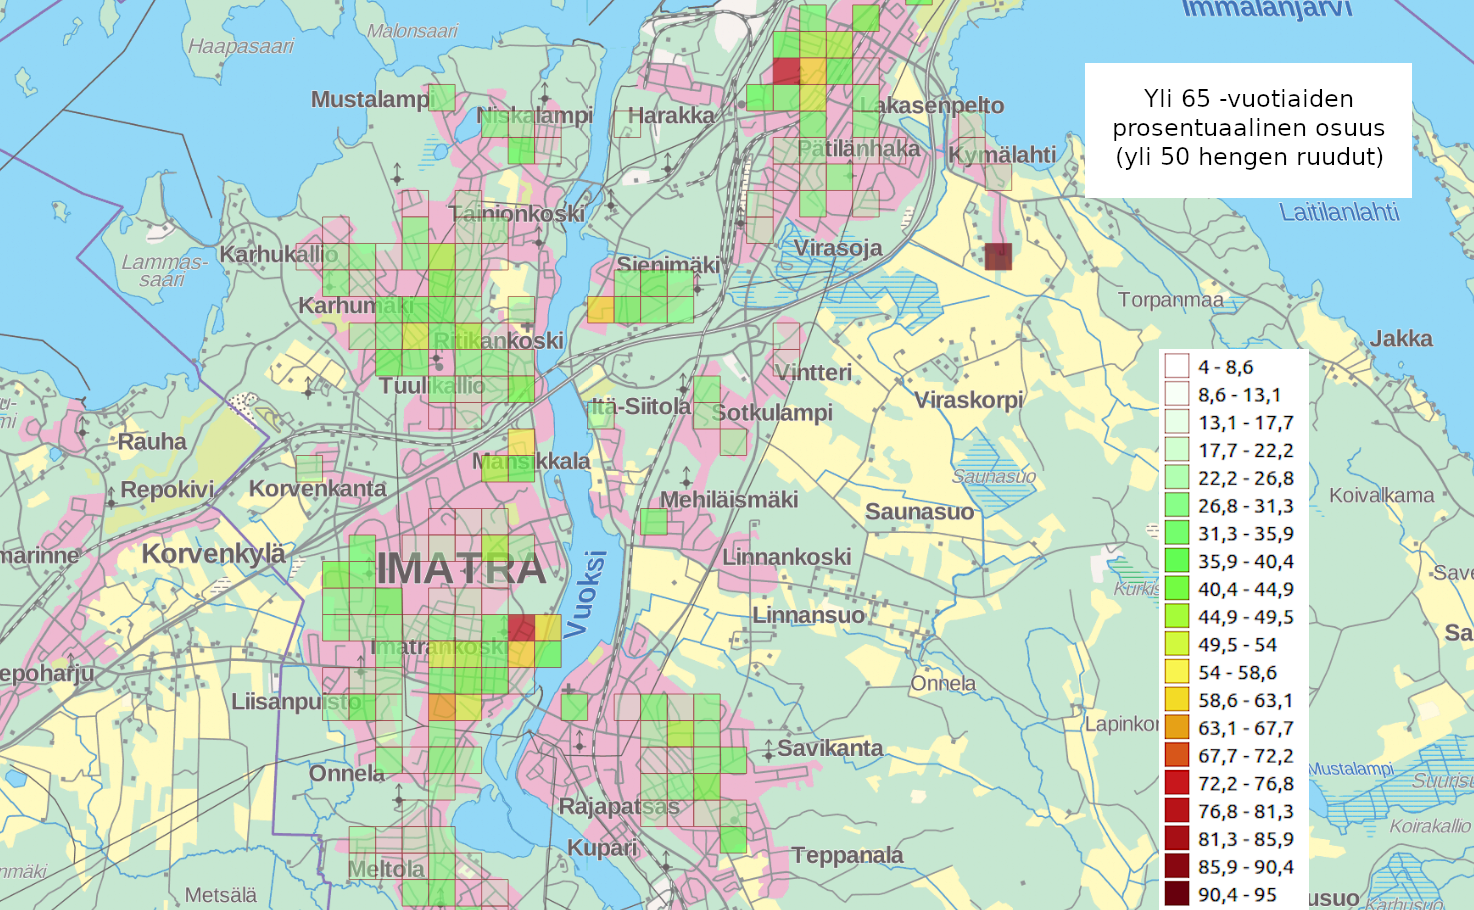 Immalanjärvi
Malonsaari
Haapasaari
Yli 65 -vuotiaiden
prosentuaalinen osuus
(yli 50 hengen ruudut)
Mustalampi
Niskalampi
Harakka
Lakasenpelto
Pätilänhaka
Kymälahti
Laitilanlahti
Tainionkoski
Karhukallio
Virasoja
Lammas-
saari
Sienimäki
Torpanmaa
Karhumäki
Ritikankoski
Jakka
Vintteri
Tuulikallio
Itä-Siitola
Sotkulampi
Viraskorpi
Rauha
Mansikkala
Saunasuo
Repokivi
Korvenkanta
Mehiläismäki
Saunasuo
Koivalkama
marinne
Korvenkylä
IMATRA
Vuoksi
Linnankoski
Kurkis
Save
Linnansuo
Sa
Imatrankoski
epoharju
Onnela
Liisanpuisto
Lapinkor
Savikanta
Onnela
Mustalampi
Suurisu
Rajapatsas
Koirakallio
Kupari
Teppanala
Meltola
nmäki
Metsälä
usuo
Karhusuo
4 - 8,6
8,6 - 13,1
13,1 - 17,7
17,7 - 22,2
22,2 - 26,8
26,8 - 31,3
31,3 - 35,9
35,9 - 40,4
40,4 - 44,9
44,9 - 49,5
49,5 - 54
54 - 58,6
58,6 - 63,1
63,1 - 67,7
67,7 - 72,2
72,2 - 76,8
76,8 - 81,3
81,3 - 85,9
85,9 - 90,4
90,4 - 95